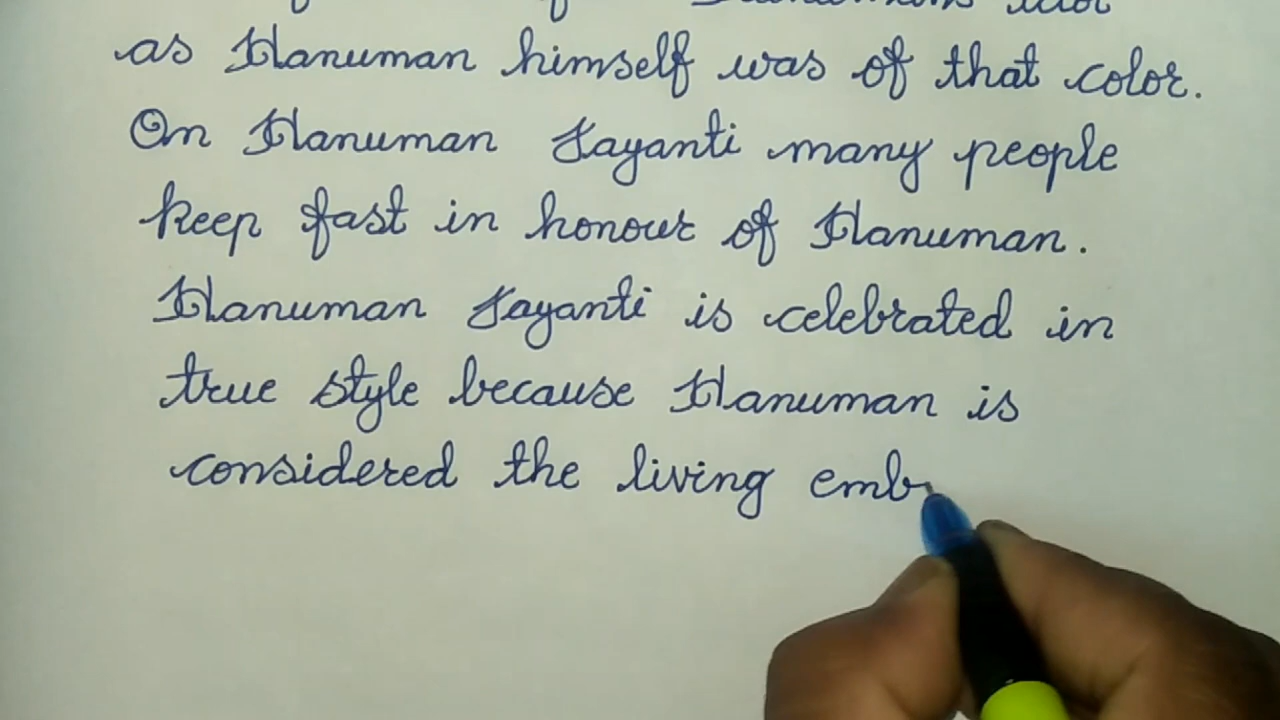 as Hanuman himself was of that color.
On Hanuman Jayanti many people
keep fast in honour of Hanuman.
Hanuman Jayanti is celebrated in
true style because Hanuman is
considered the living emb